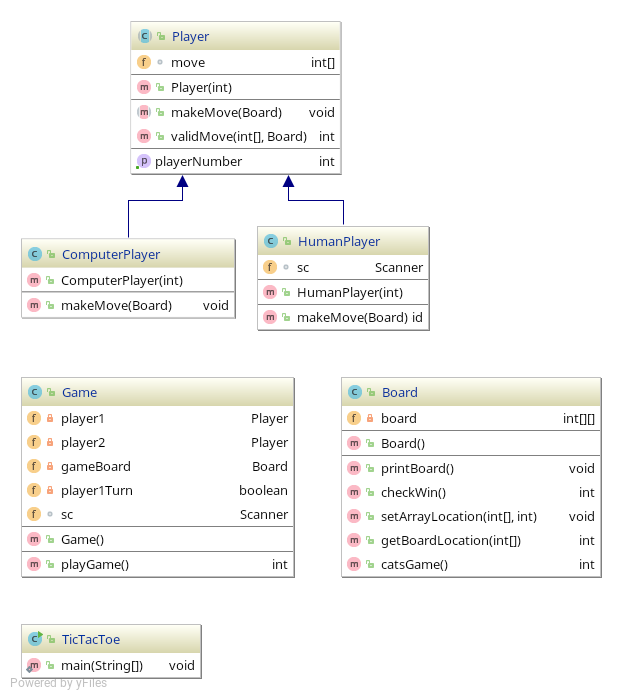 Player
move int[]
Player(int)
makeMove(Board) void
validMove(int[], Board) int
playerNumber int
ComputerPlayer
ComputerPlayer(int)
makeMove(Board) void
HumanPlayer
sc Scanner
HumanPlayer(int)
makeMove(Board) id
Game
player1 Player
player2 Player
gameBoard Board
player1Turn boolean
sc Scanner
Game()
playGame() int
Board
board int[][]
Board()
printBoard() void
checkWin() int
setArrayLocation(int[], int) void
getBoardLocation(int[]) int
catsGame() int
TicTacToe
main(String[]) void
Powered by yFiles